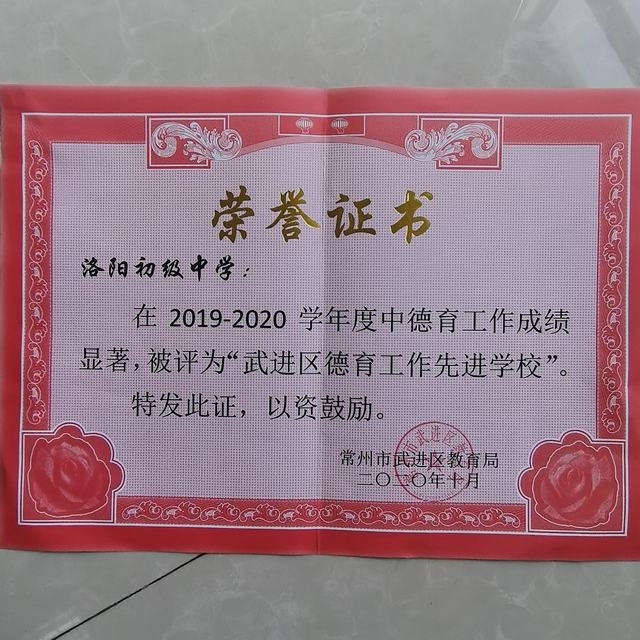 荣誉证书
洛阳初级中学：
在 2019-2020 学年度中德育工作成绩
显著，被评为“武进区德育工作先进学校”。
特发此证，以资鼓励。
常州市武进区教育局
二〇二〇年十月